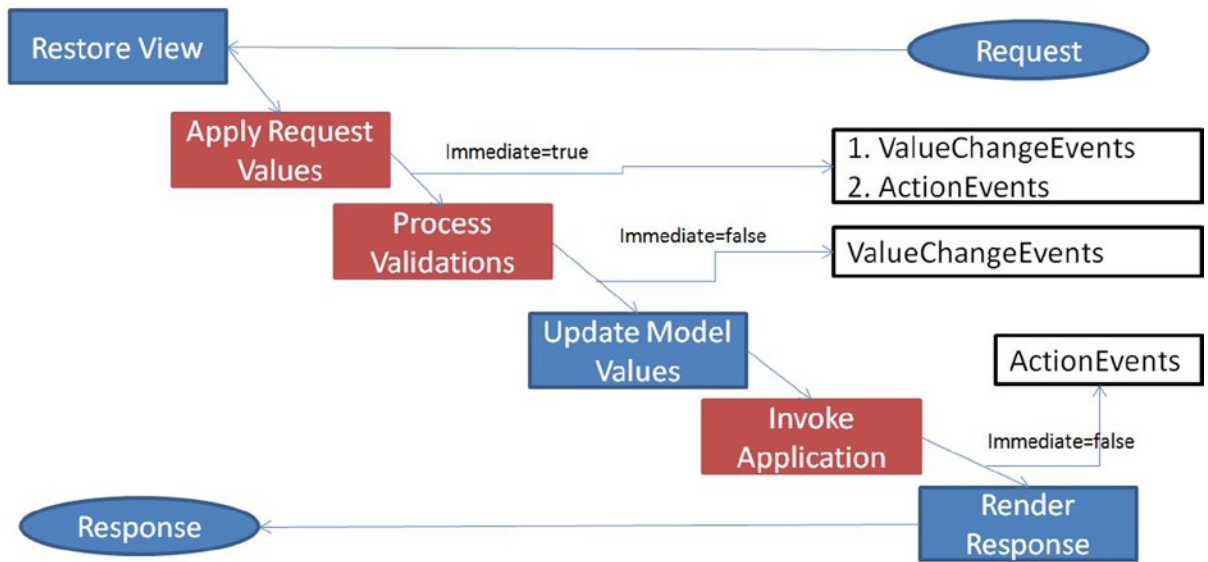 Restore View
Request
Apply Request
Values
Immediate=true
1. ValueChangeEvents
2. ActionEvents
Process
Validations
Immediate=false
ValueChangeEvents
Update Model
Values
ActionEvents
Invoke
Application
Immediate=false
Render
Response
Response